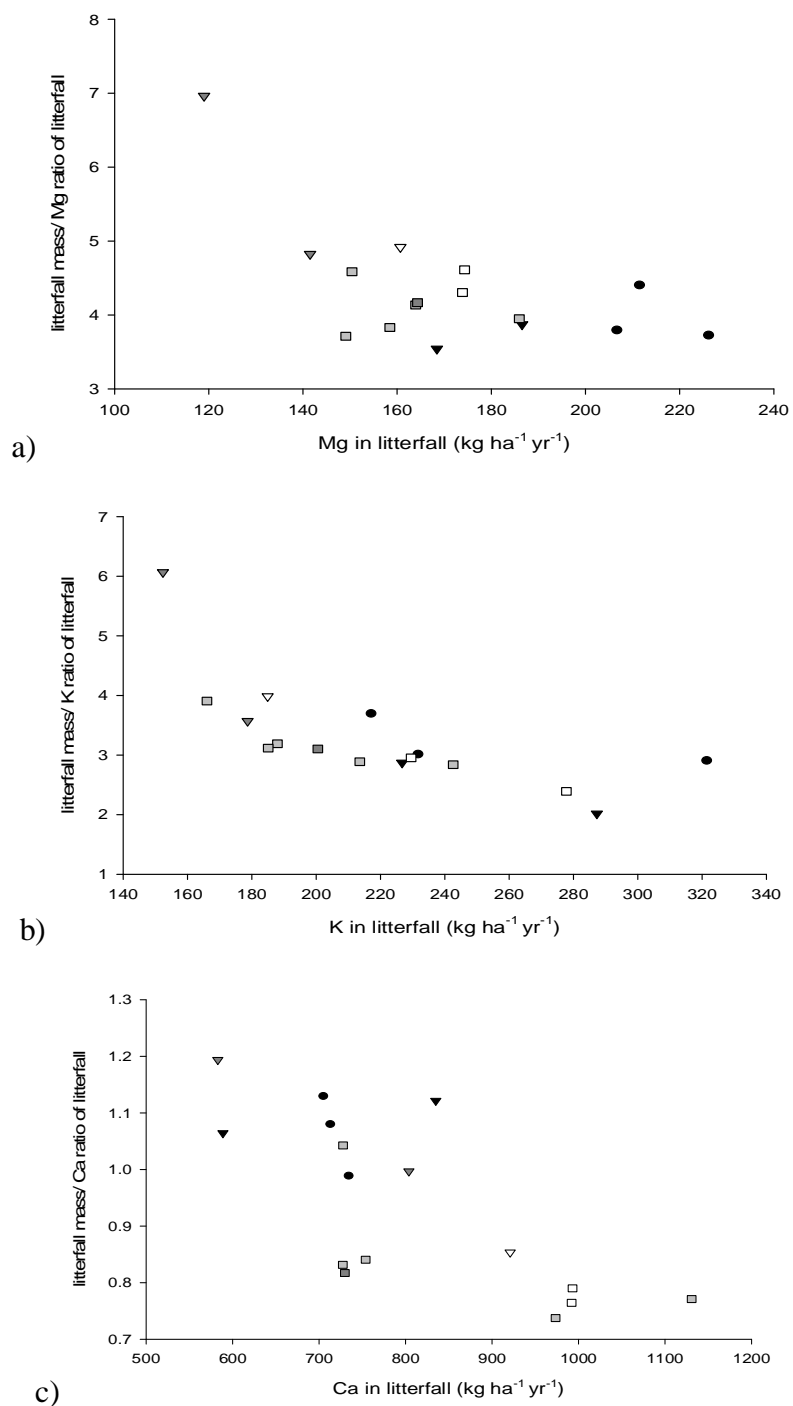 8
7
6
5
4
3
litterfall mass/ Mg ratio of litterfall
100 120 140 160 180 200 220 240
Mg in litterfall (kg ha⁻¹ yr⁻¹)
a)
7
6
5
4
3
2
1
litterfall mass/ K ratio of litterfall
140 160 180 200 220 240 260 280 300 320 340
K in litterfall (kg ha⁻¹ yr⁻¹)
b)
1.3
1.2
1.1
1.0
0.9
0.8
0.7
litterfall mass/ Ca ratio of litterfall
500 600 700 800 900 1000 1100 1200
Ca in litterfall (kg ha⁻¹ yr⁻¹)
c)